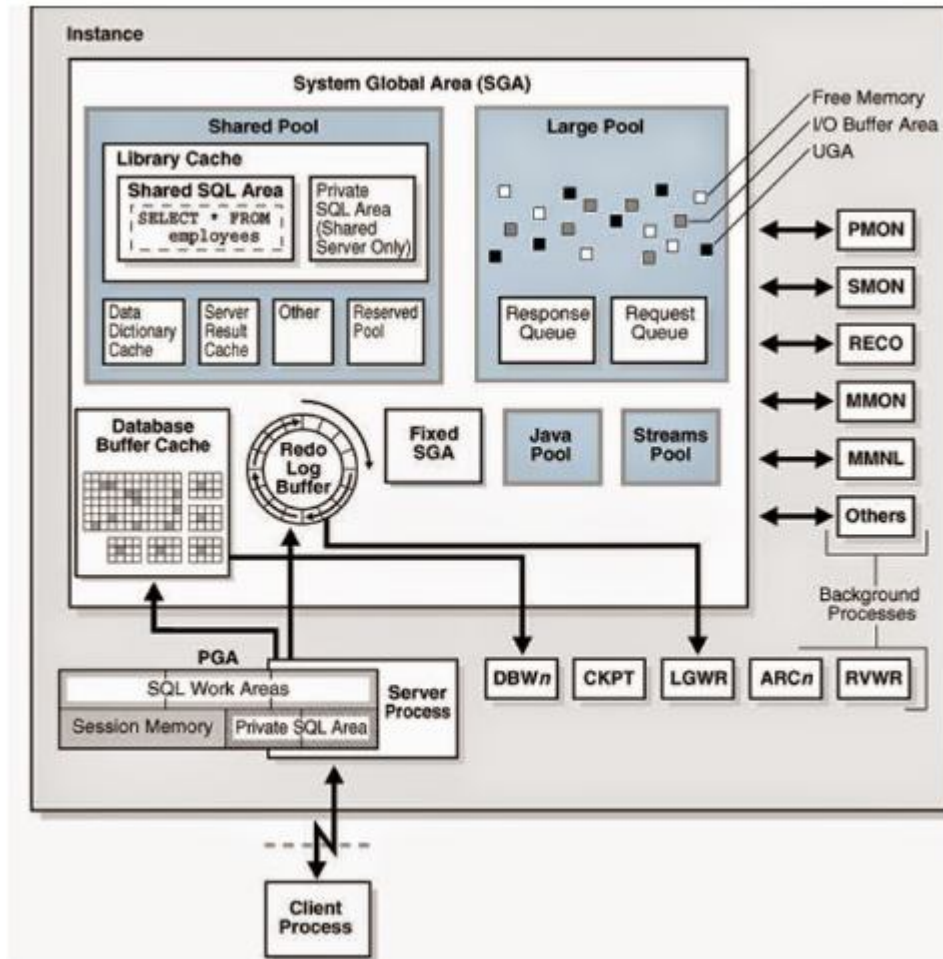 Instance
System Global Area (SGA)
Shared Pool
Library Cache
Shared SQL Area
SELECT * FROM
employees
Private
SQL Area
(Shared
Server Only)
Data
Dictionary
Cache
Server
Result
Cache
Other
Reserved
Pool
Large Pool
Response
Queue
Request
Queue
Free Memory
I/O Buffer Area
UGA
Database
Buffer Cache
Redo
Log
Buffer
Fixed
SGA
Java
Pool
Streams
Pool
PMON
SMON
RECO
MMON
MMNL
Others
Background
Processes
DBWn
CKPT
LGWR
ARCn
RVWR
PGA
SQL Work Areas
Session Memory
Private SQL Area
Server
Process
Client
Process